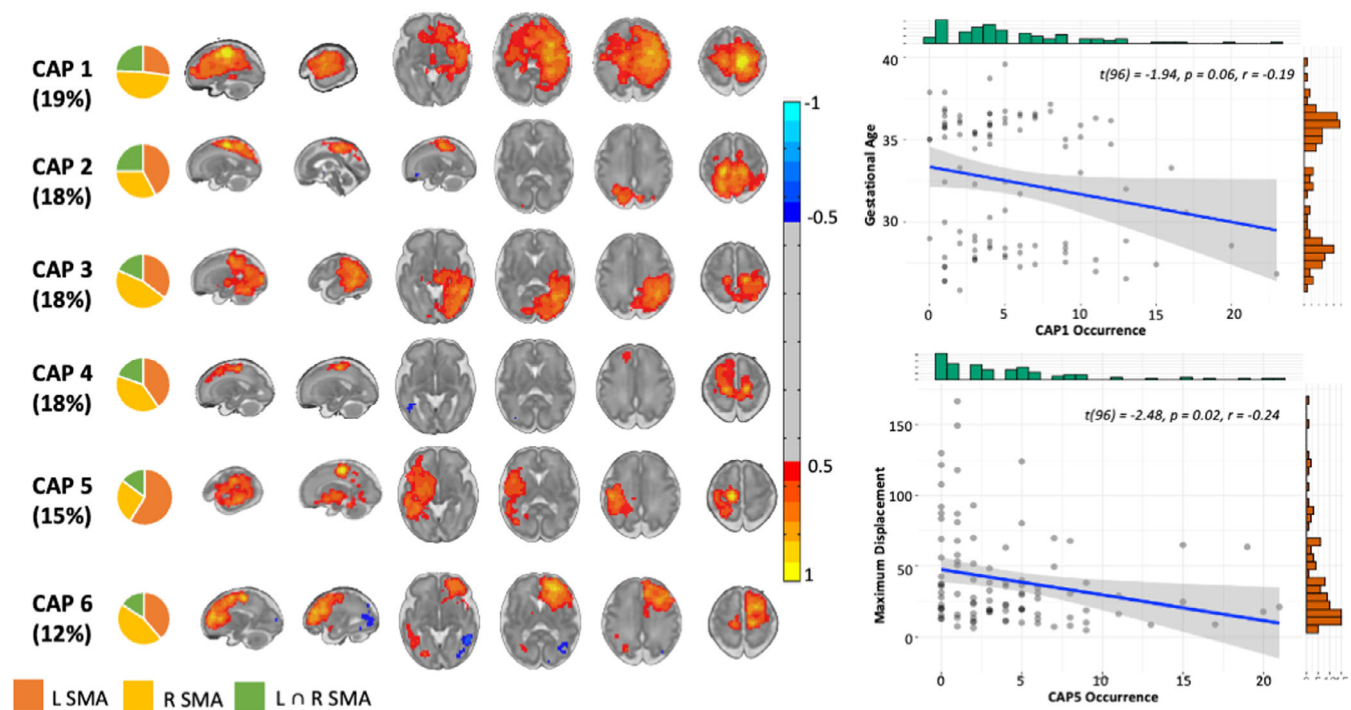 CAP 1
(19%)
CAP 2
(18%)
CAP 3
(18%)
CAP 4
(18%)
CAP 5
(15%)
CAP 6
(12%)
L SMA
R SMA
L ∩ R SMA
-1
-0.5
0.5
1
t(96) = -1.94, p = 0.06, r = -0.19
Gestational Age
40
35
30
0
5
10
15
20
CAP1 Occurrence
t(96) = -2.48, p = 0.02, r = -0.24
Maximum Displacement
150
100
50
0
0
5
10
15
20
CAP5 Occurrence